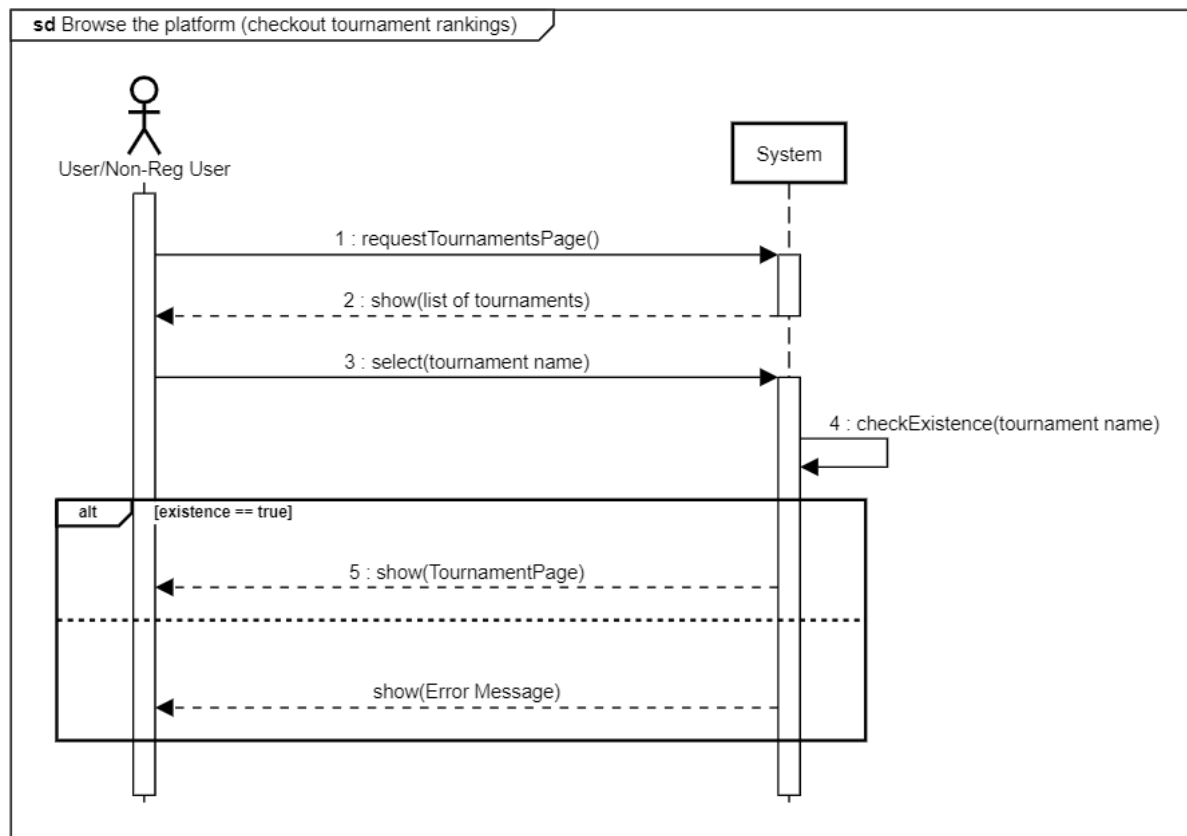 sd Browse the platform (checkout tournament rankings)
User/Non-Reg User
System
1 : requestTournamentsPage()
2 : show(list of tournaments)
3 : select(tournament name)
4 : checkExistence(tournament name)
alt [existence == true]
5 : show(TournamentPage)
show(Error Message)